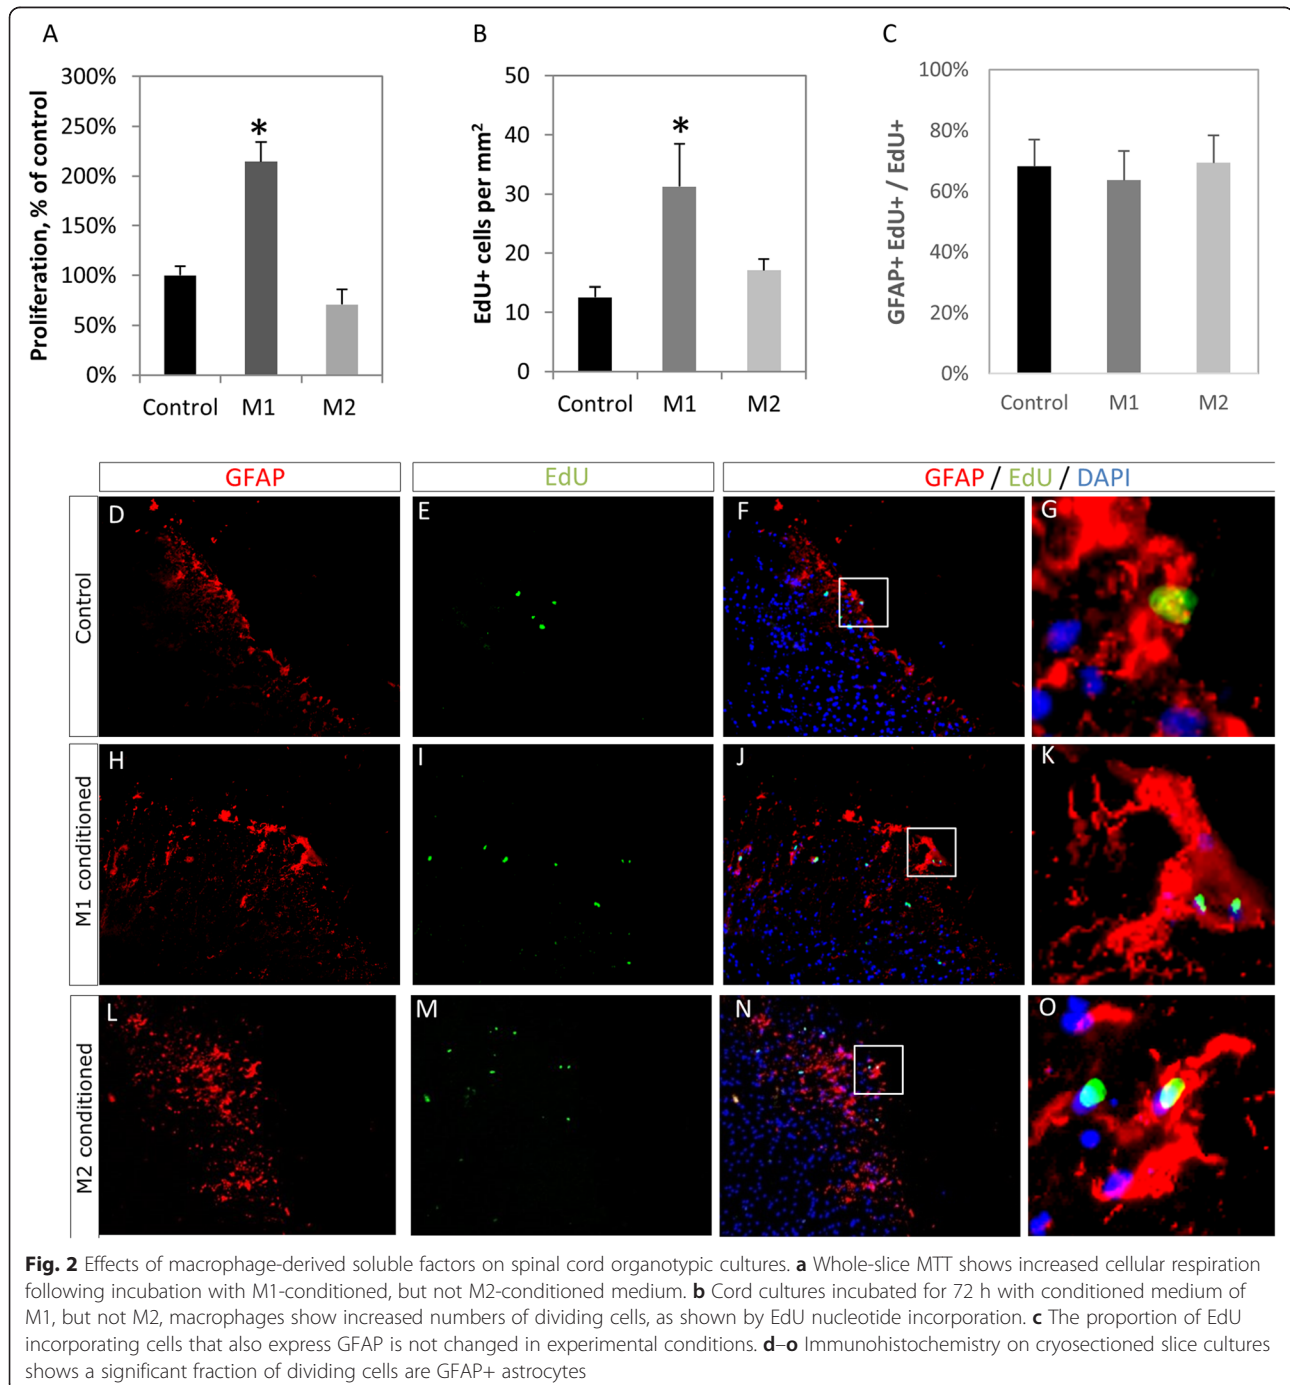 A
B
C
300%
250%
200%
150%
100%
50%
0%
Proliferation, % of control
*
Control M1 M2
50
40
30
20
10
0
EdU+ cells per mm²
*
Control M1 M2
100%
80%
60%
40%
20%
0%
GFAP+ EdU+ / EdU+
Control M1 M2
GFAP
EdU
GFAP / EdU / DAPI
Control
D
E
F
G
M1 conditioned
H
I
J
K
M2 conditioned
L
M
N
O
Fig. 2 Effects of macrophage-derived soluble factors on spinal cord organotypic cultures. a Whole-slice MTT shows increased cellular respiration
following incubation with M1-conditioned, but not M2-conditioned medium. b Cord cultures incubated for 72 h with conditioned medium of
M1, but not M2, macrophages show increased numbers of dividing cells, as shown by EdU nucleotide incorporation. c The proportion of EdU
incorporating cells that also express GFAP is not changed in experimental conditions. d–o Immunohistochemistry on cryosectioned slice cultures
shows a significant fraction of dividing cells are GFAP+ astrocytes